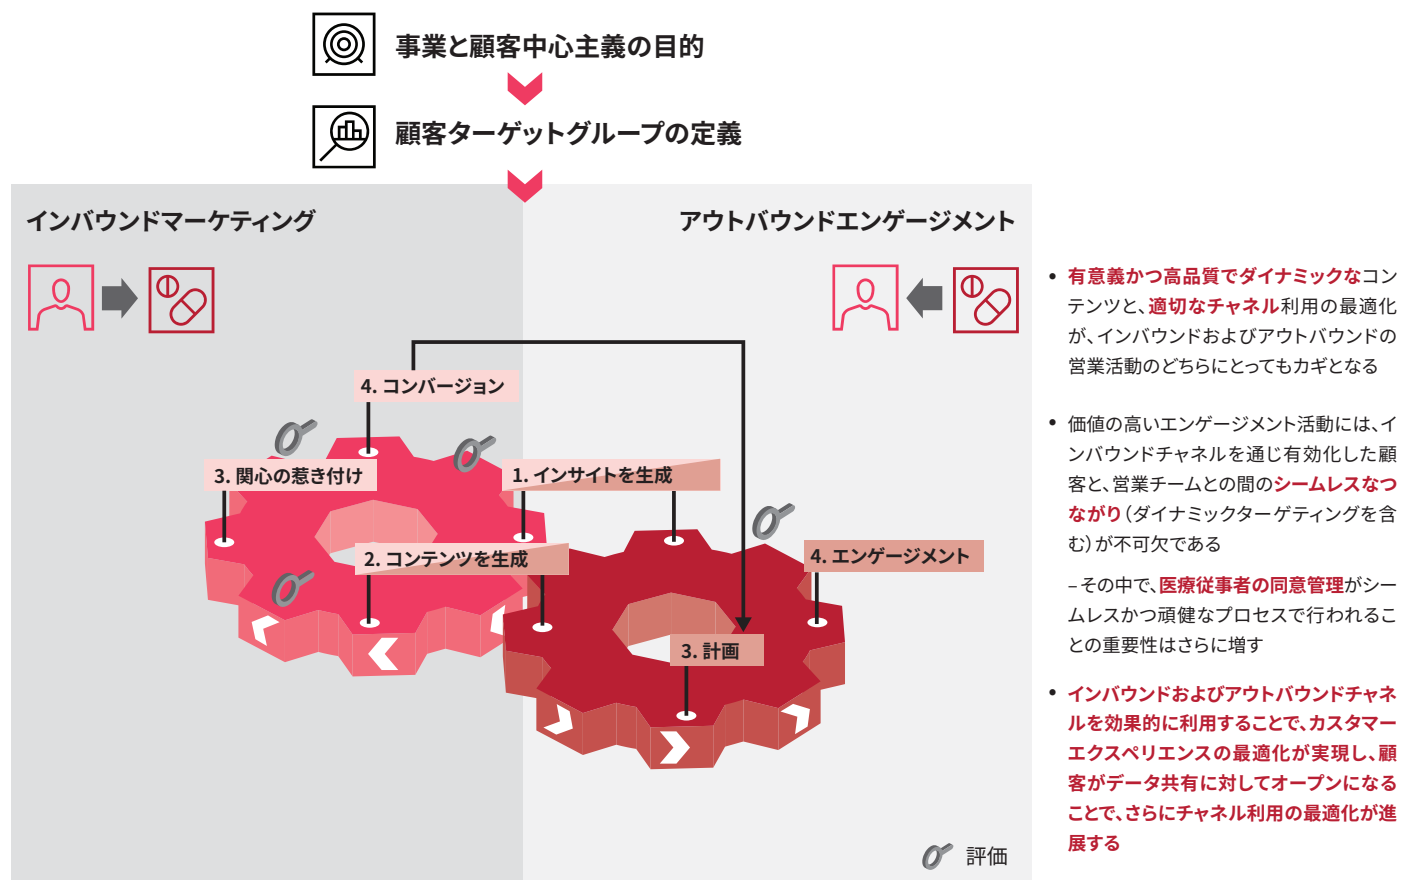 事業と顧客中心主義の目的
顧客ターゲットグループの定義
インバウンドマーケティング
アウトバウンドエンゲージメント
4. コンバージョン
3. 関心の惹き付け
1. インサイトを生成
2. コンテンツを生成
4. エンゲージメント
3. 計画
評価
• 有意義かつ高品質でダイナミックなコン
テンツと、適切なチャネル利用の最適化
が、インバウンドおよびアウトバウンドの
営業活動のどちらにとってもカギとなる
• 価値の高いエンゲージメント活動には、イ
ンバウンドチャネルを通じ有効化した顧
客と、営業チームとの間のシームレスなつ
ながり（ダイナミックターゲティングを含
む）が不可欠である
–その中で、医療従事者の同意管理がシー
ムレスかつ頑健なプロセスで行われるこ
との重要性はさらに増す
• インバウンドおよびアウトバウンドチャネ
ルを効果的に利用することで、カスタマー
エクスペリエンスの最適化が実現し、顧
客がデータ共有に対してオープンになる
ことで、さらにチャネル利用の最適化が進
展する